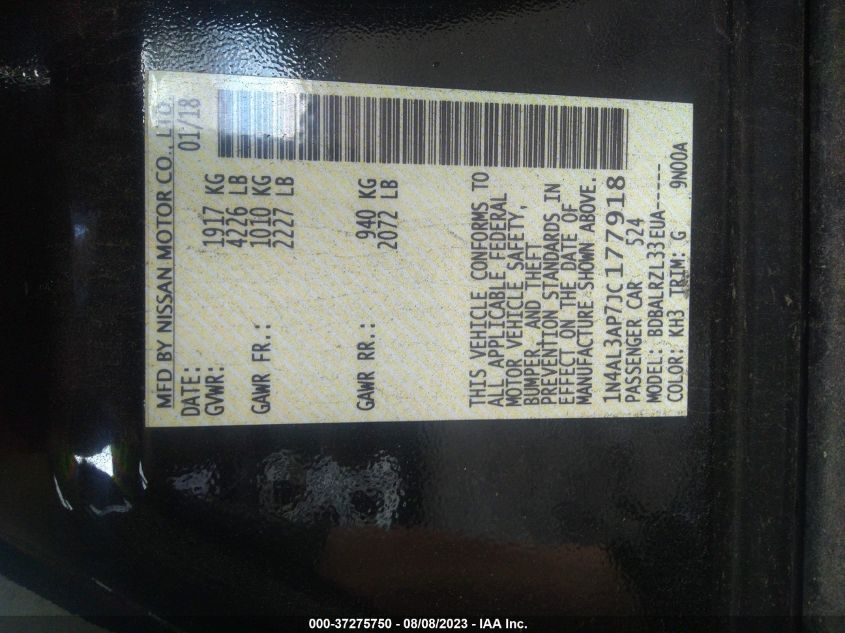 MFD BY NISSAN MOTOR CO., LTD.
DATE: 01/18
GVWR: 1917 KG
4276 LB
GAWR FR.: 1010 KG
2227 LB
GAWR RR.: 940 KG
2072 LB
THIS VEHICLE CONFORMS TO
ALL APPLICABLE FEDERAL
MOTOR VEHICLE SAFETY,
BUMPER, AND THEFT
PREVENTION STANDARDS IN
EFFECT ON THE DATE OF
MANUFACTURE SHOWN ABOVE.
1N4AL3AP7JC177918
PASSENGER CAR 524
MODEL: BDBALRZL33EUA-----
COLOR: KH3 TRIM: G 9N00A
000-37275750 - 08/08/2023 - IAA Inc.